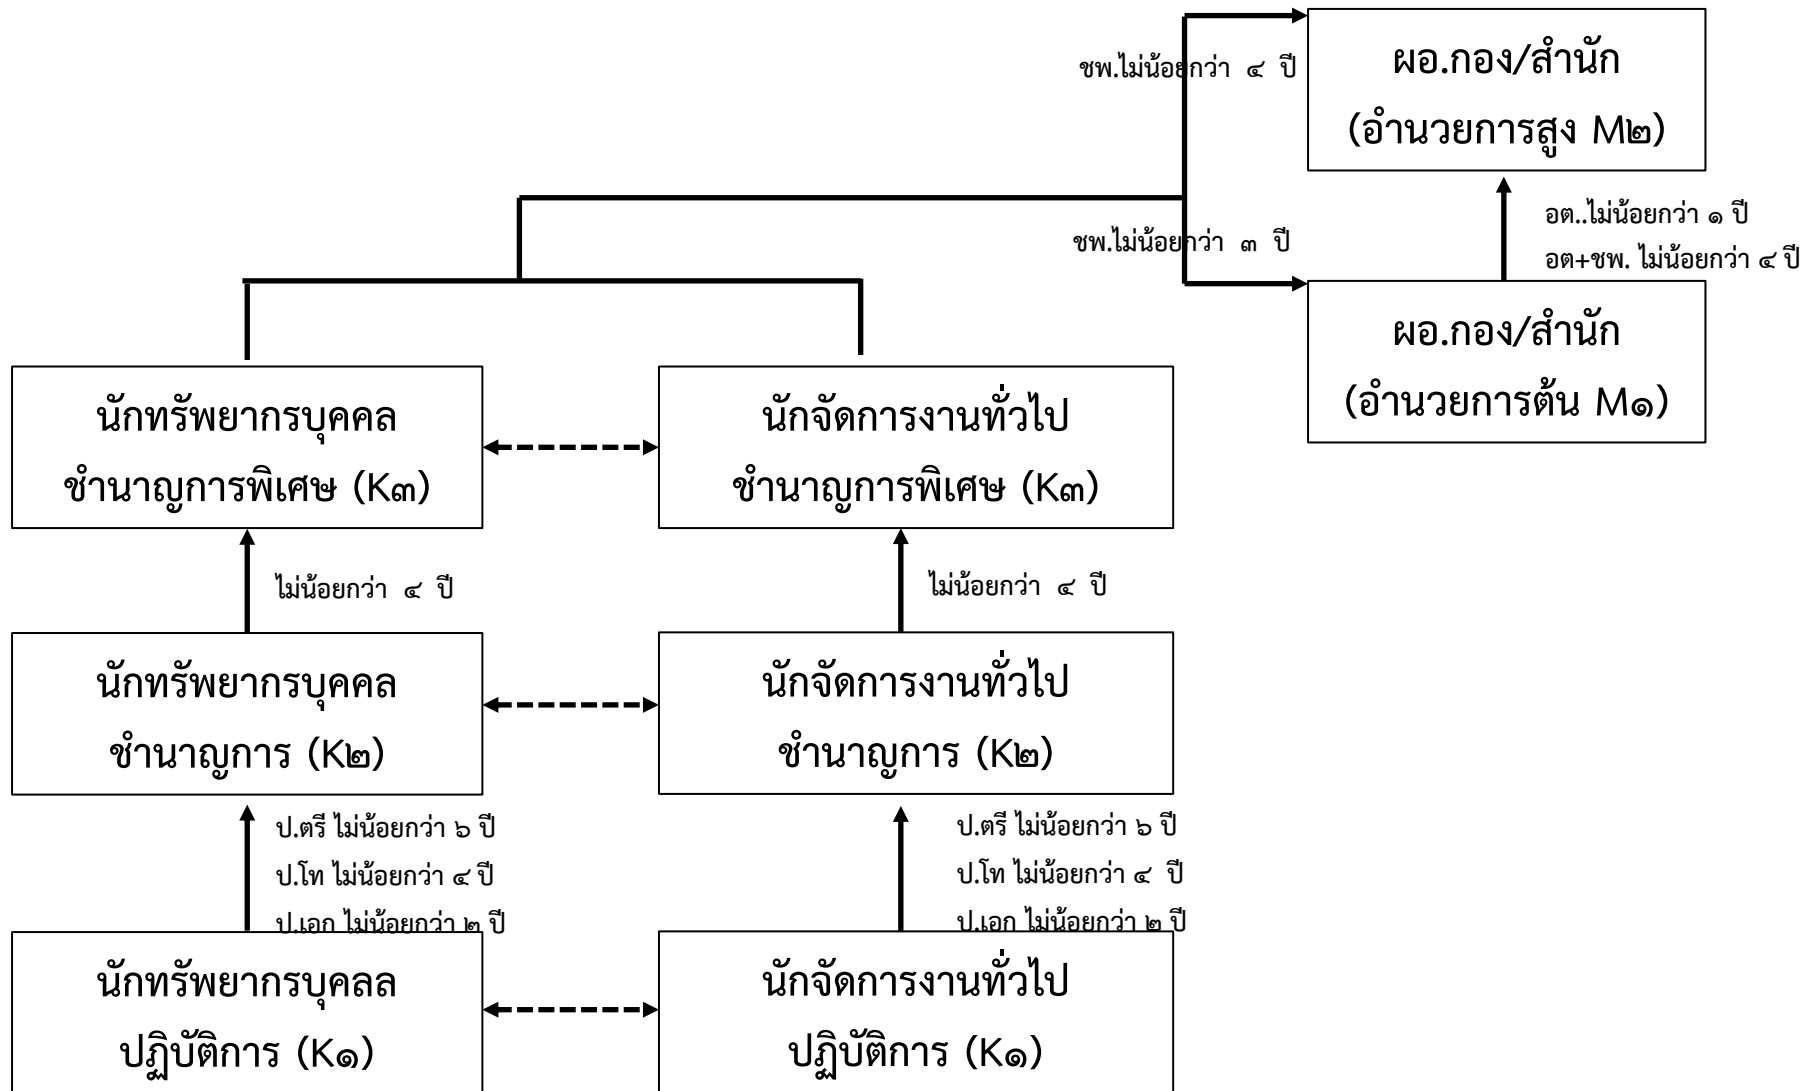 ชพ.ไม่น้อยกว่า ๔ ปี
ผอ.กอง/สำนัก
(อำนวยการสูง M๒)
อต..ไม่น้อยกว่า ๑ ปี
อต+ชพ. ไม่น้อยกว่า ๔ ปี
ชพ.ไม่น้อยกว่า ๓ ปี
ผอ.กอง/สำนัก
(อำนวยการต้น M๑)
นักทรัพยากรบุคคล
ชำนาญการพิเศษ (K๓)
นักจัดการงานทั่วไป
ชำนาญการพิเศษ (K๓)
ไม่น้อยกว่า ๔ ปี
ไม่น้อยกว่า ๔ ปี
นักทรัพยากรบุคคล
ชำนาญการ (K๒)
นักจัดการงานทั่วไป
ชำนาญการ (K๒)
ป.ตรี ไม่น้อยกว่า ๖ ปี
ป.โท ไม่น้อยกว่า ๔ ปี
ป.เอก ไม่น้อยกว่า ๒ ปี
ป.ตรี ไม่น้อยกว่า ๖ ปี
ป.โท ไม่น้อยกว่า ๔ ปี
ป.เอก ไม่น้อยกว่า ๒ ปี
นักทรัพยากรบุคลล
ปฏิบัติการ (K๑)
นักจัดการงานทั่วไป
ปฏิบัติการ (K๑)